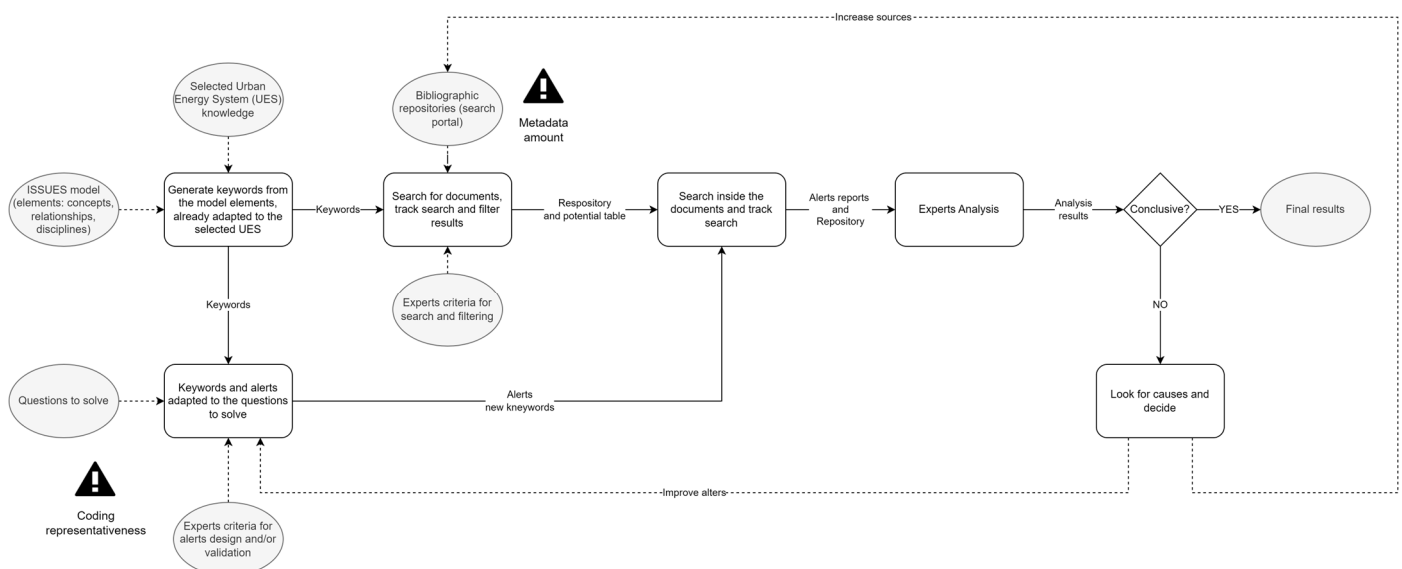 Increase sources
Selected Urban
Energy System (UES)
knowledge
Bibliographic
repositories (search
portal)
Metadata
amount
ISSUES model
(elements: concepts,
relationships,
disciplines)
Generate keywords from
the model elements,
already adapted to the
selected UES
Keywords
Search for documents,
track search and filter
results
Respository
and potential table
Search inside the
documents and track
search
Alerts reports
and
Repository
Experts Analysis
Analysis
results
Conclusive?
YES
Final results
Keywords
Experts criteria for
search and filtering
NO
Questions to solve
Keywords and alerts
adapted to the questions
to solve
Alerts
new kneywords
Look for causes and
decide
Coding
representativeness
Improve alters
Experts criteria for
alerts design and/or
validation